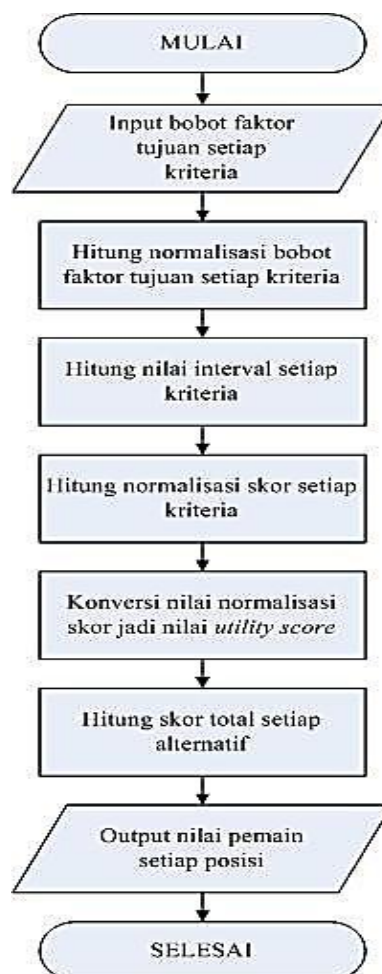 MULAI
Input bobot faktor
tujuan setiap
kriteria
Hitung normalisasi bobot
faktor tujuan setiap kriteria
Hitung nilai interval setiap
kriteria
Hitung normalisasi skor setiap
kriteria
Konversi nilai normalisasi
skor jadi nilai utility score
Hitung skor total setiap
alternatif
Output nilai pemain
setiap posisi
SELESAI